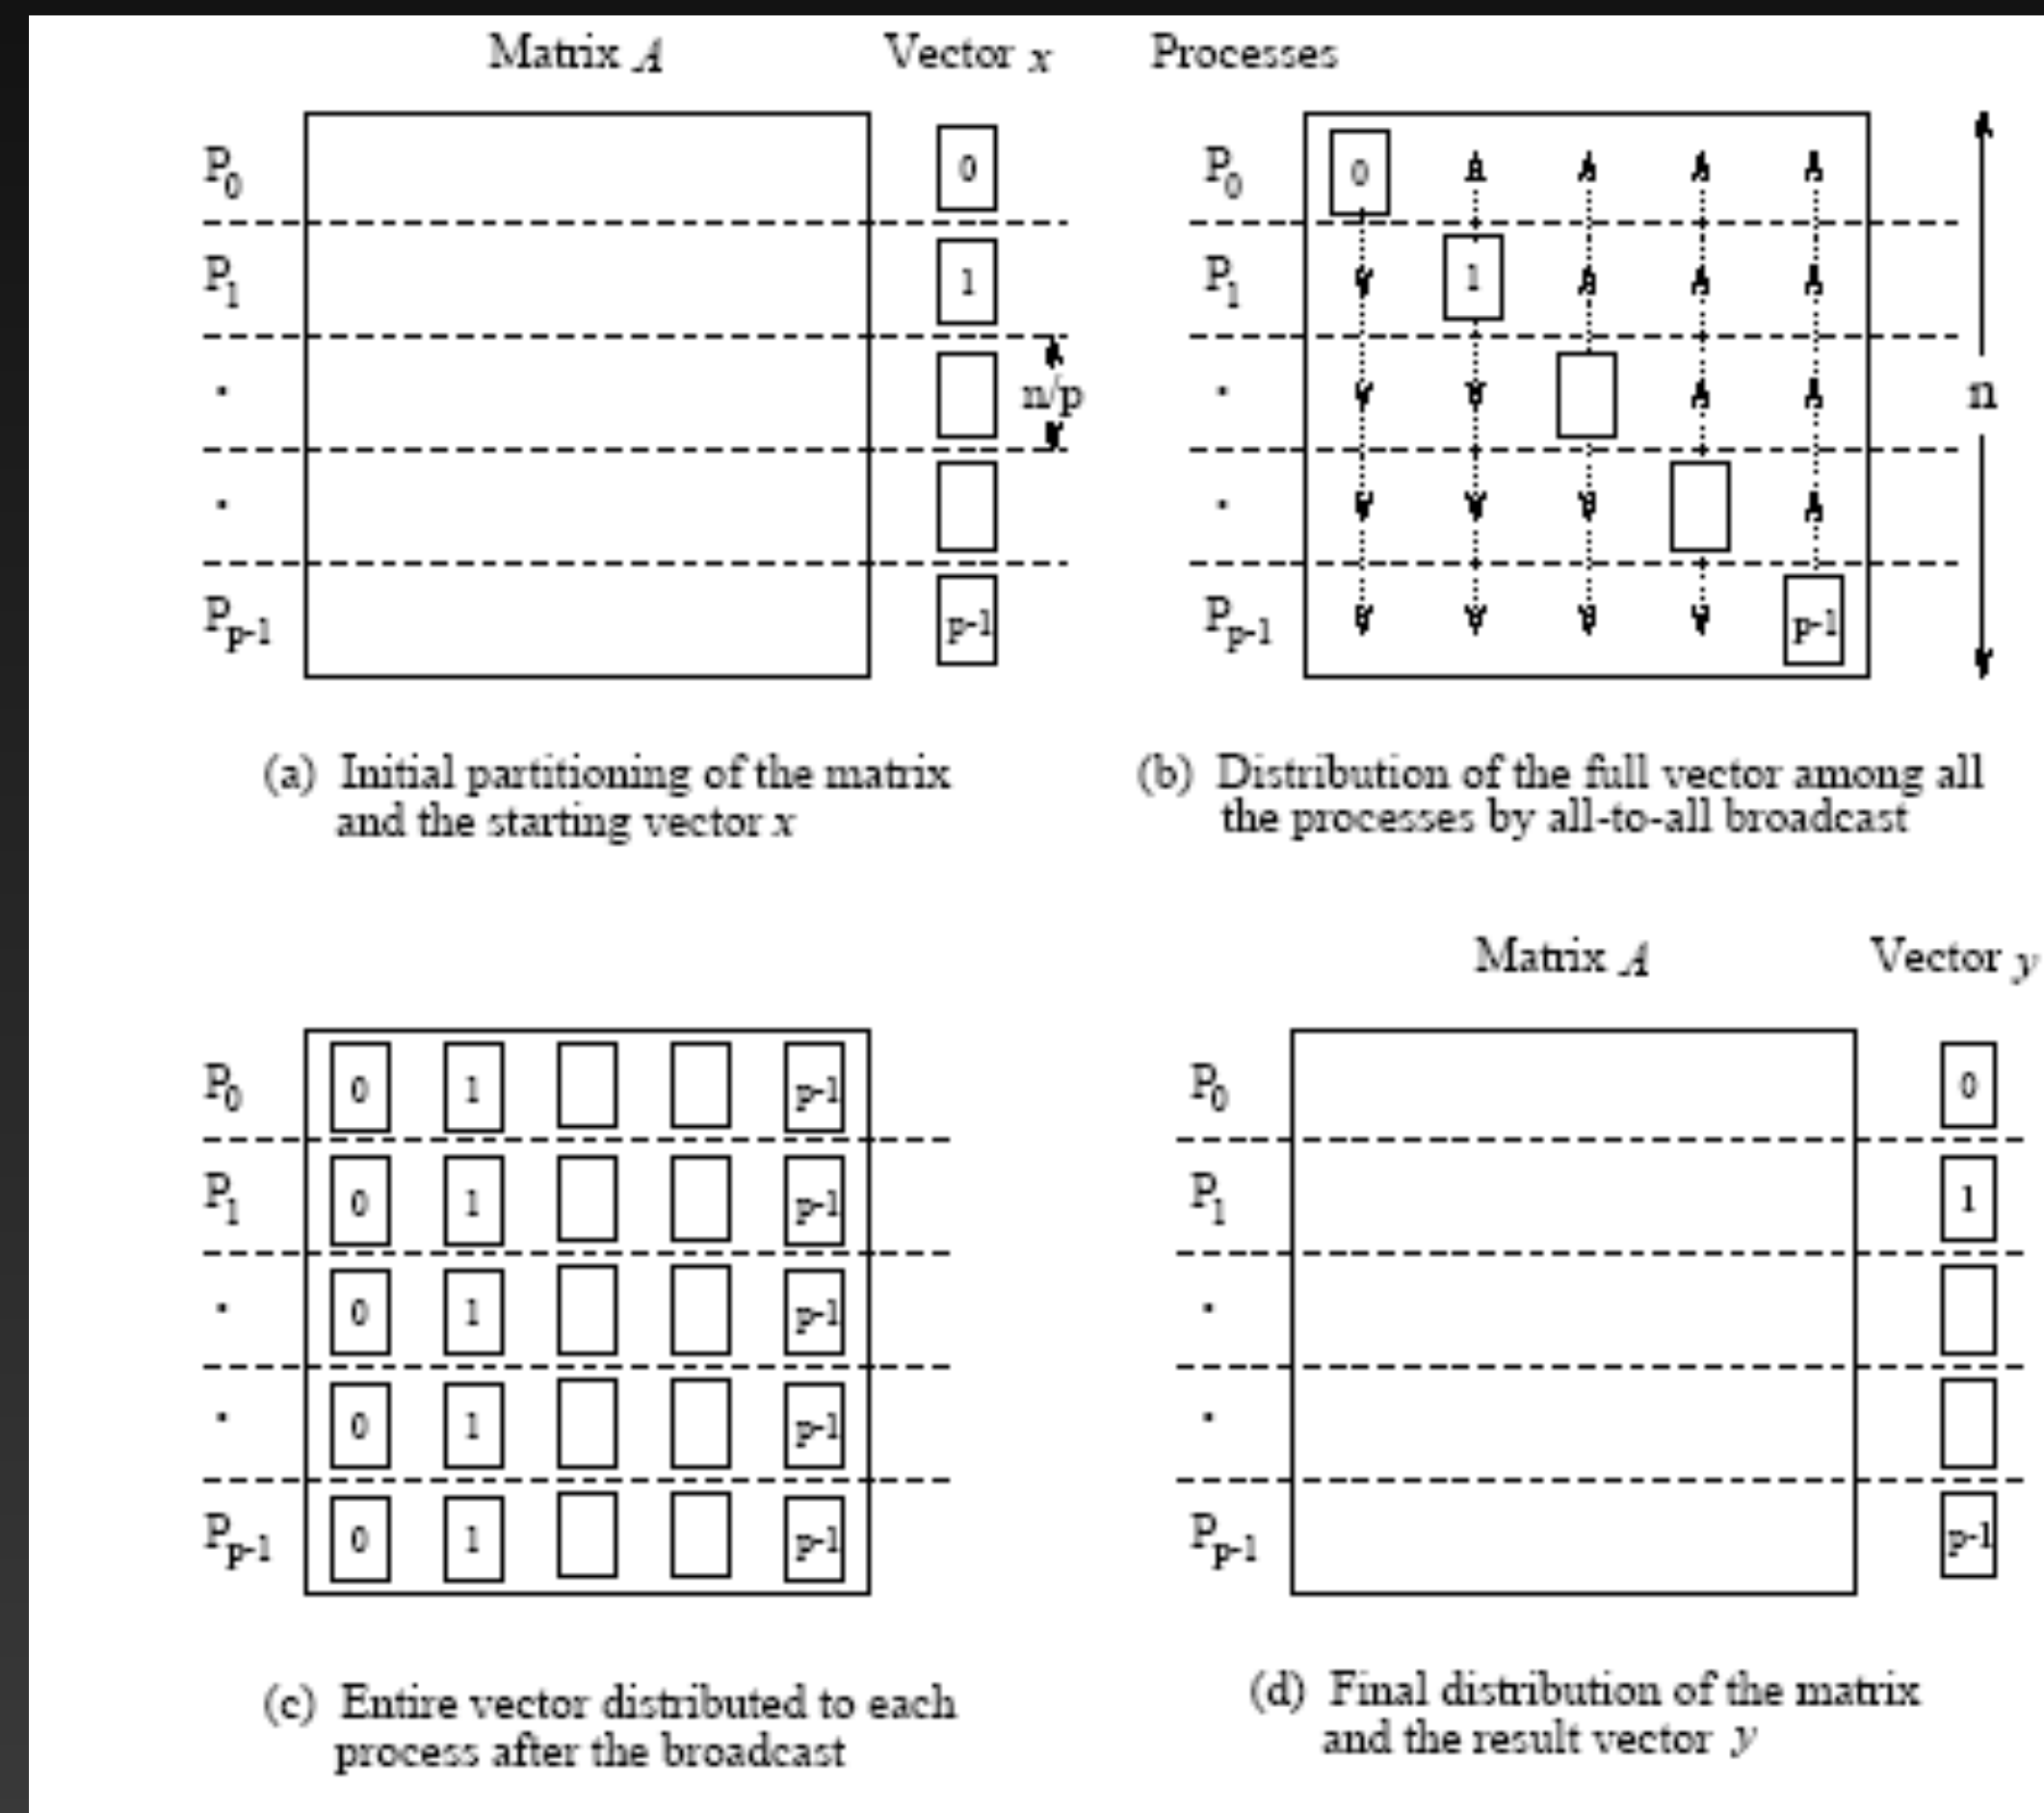 Matrix A Vector x Processes
P0 0 P0 0
P1 1 P1 1
. n/p . n
. .
Pp-1 p-1 Pp-1 p-1
(a) Initial partitioning of the matrix
and the starting vector x
(b) Distribution of the full vector among all
the processes by all-to-all broadcast
Matrix A Vector y
P0 0 1 p-1 P0 0
P1 0 1 p-1 P1 1
. 0 1 p-1 .
. 0 1 p-1 .
Pp-1 0 1 p-1 Pp-1 p-1
(c) Entire vector distributed to each
process after the broadcast
(d) Final distribution of the matrix
and the result vector y